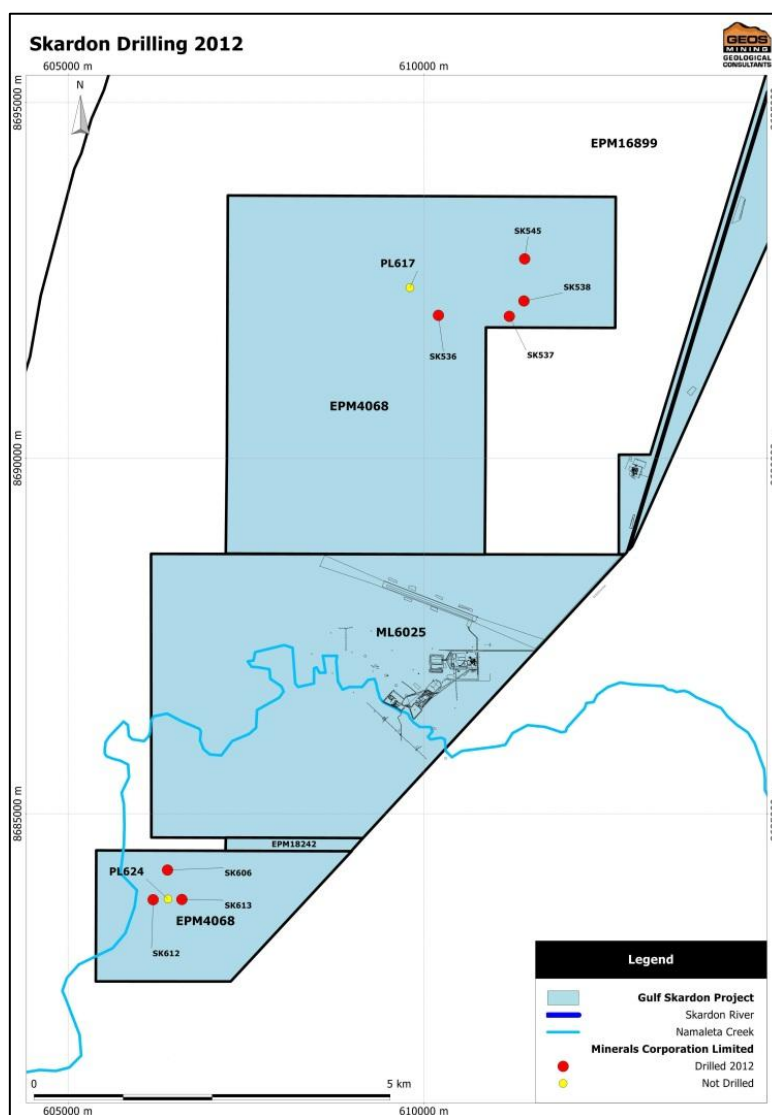 Skardon Drilling 2012
GEOS
MINING
GEOLOGICAL
CONSULTANTS
605000 m
610000 m
8695000 m
N
EPM16899
SK545
PL617
SK538
SK536
SK537
EPM4068
8690000 m
ML6025
8685000 m
EPM18242
PL624
SK606
SK613
EPM4068
SK612
Legend
Gulf Skardon Project
Skardon River
Namaleta Creek
Minerals Corporation Limited
Drilled 2012
Not Drilled
0
5 km
605000 m
610000 m